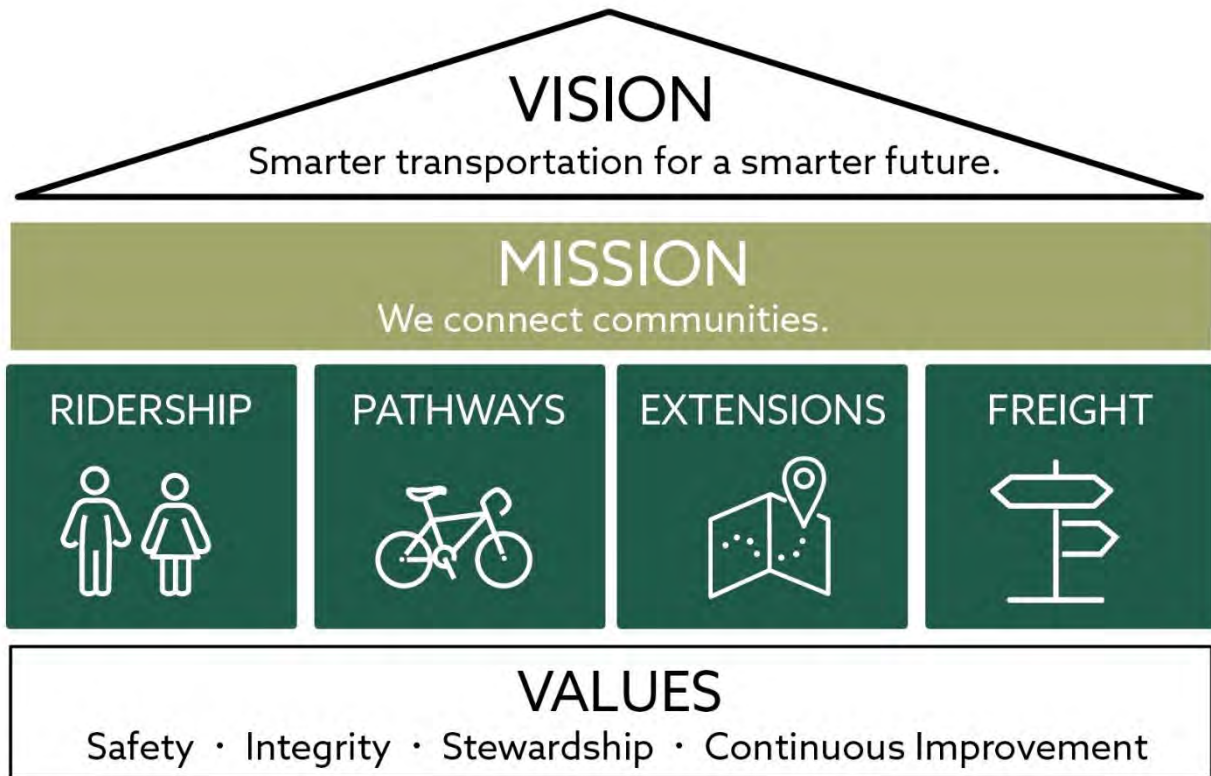 VISION
Smarter transportation for a smarter future.
MISSION
We connect communities.
RIDERSHIP
PATHWAYS
EXTENSIONS
FREIGHT
VALUES
Safety · Integrity · Stewardship · Continuous Improvement